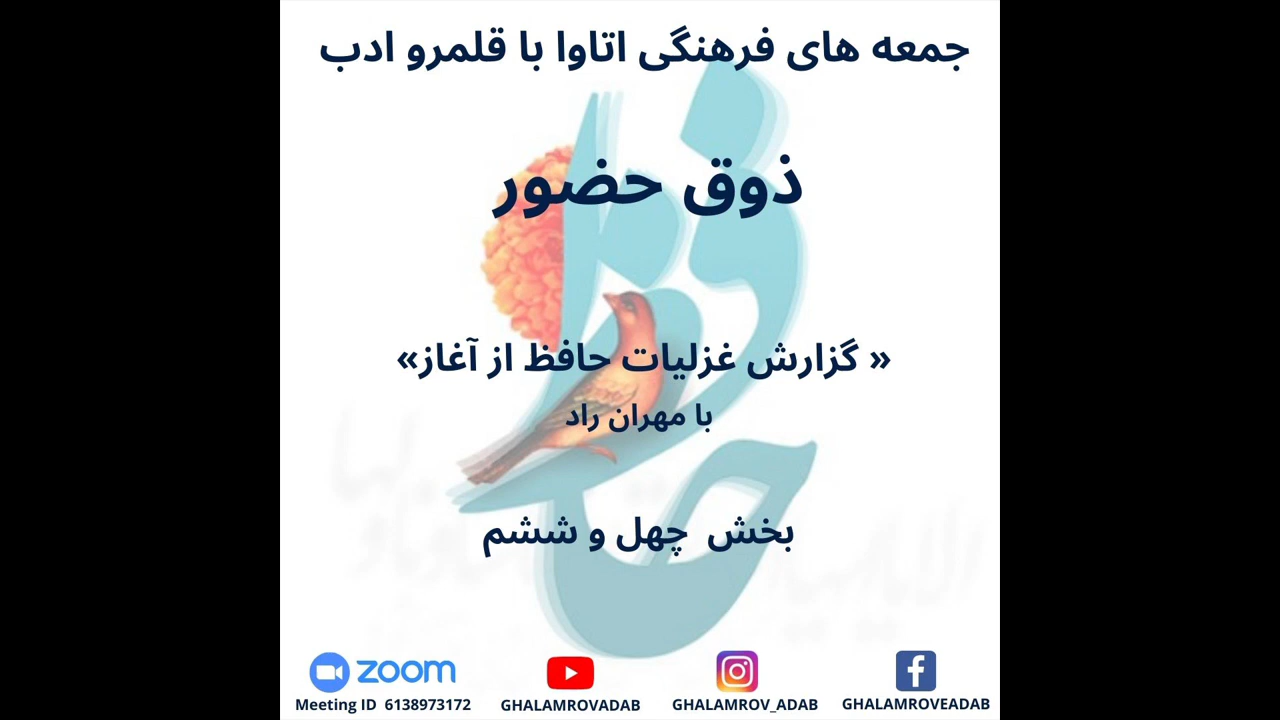 جمعه های فرهنگی اتاوا با قلمرو ادب
ذوق حضور
« گزارش غزلیات حافظ از آغاز»
با مهران راد
بخش چهل و ششم
حافظ
zoom
Meeting ID 6138973172
GHALAMROVADAB
GHALAMROV_ADAB
GHALAMROVEADAB